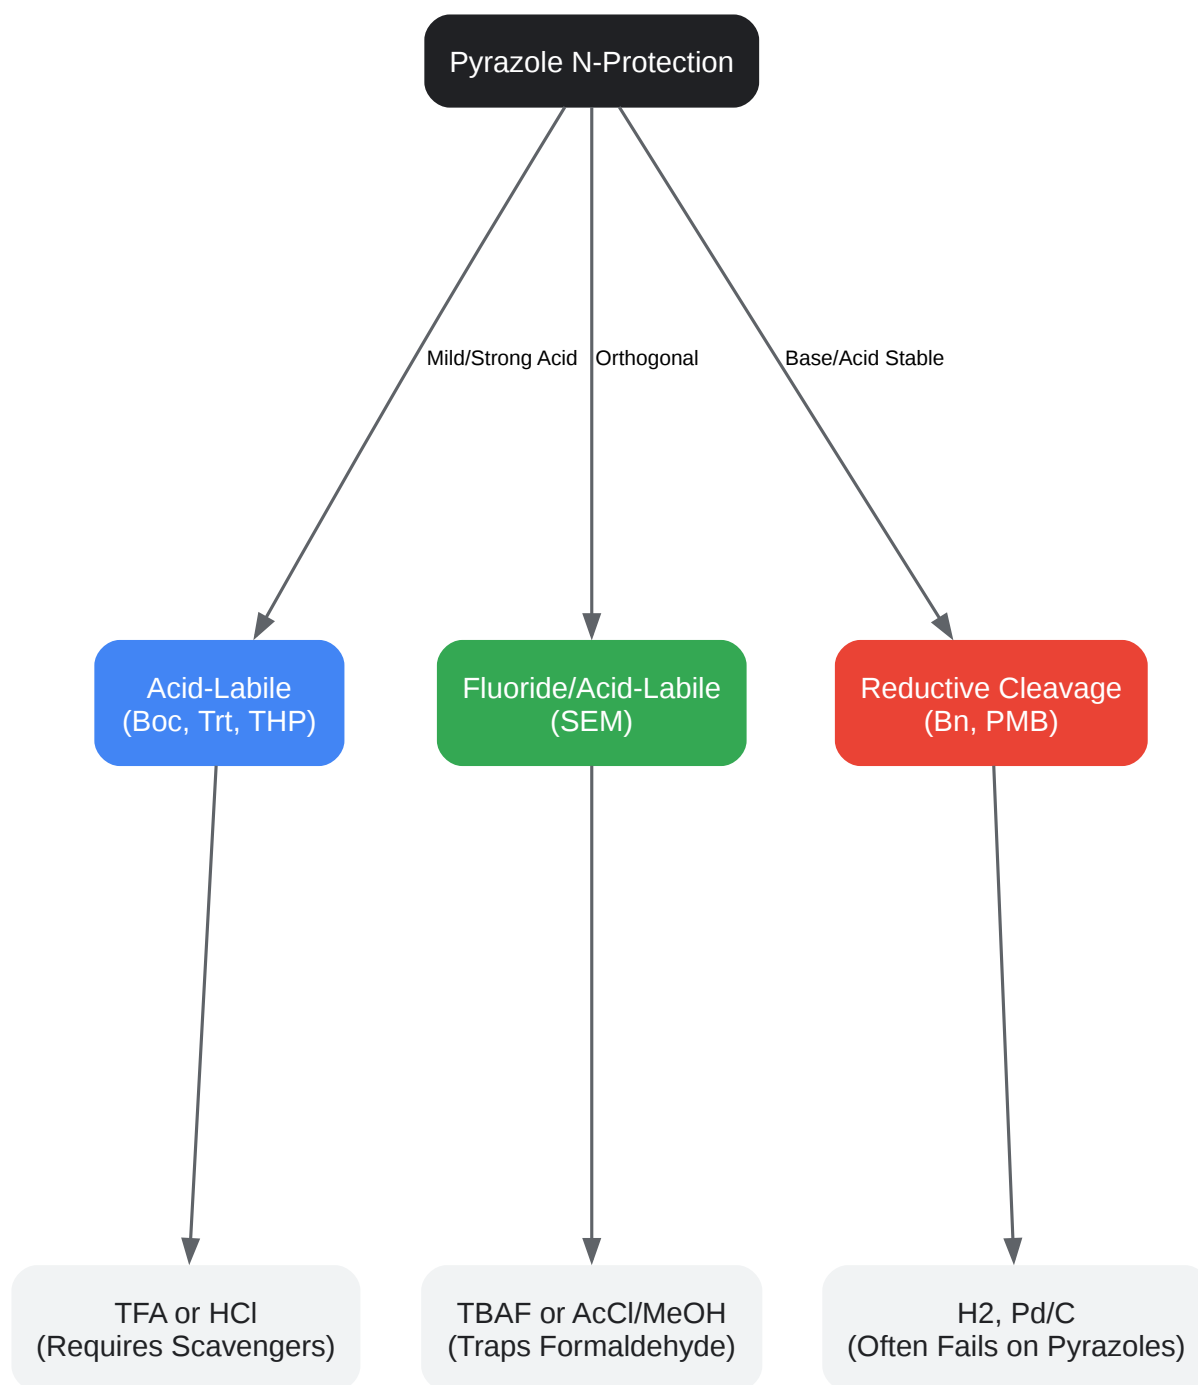 Pyrazole N-Protection
Mild/Strong Acid
Orthogonal
Base/Acid Stable
Acid-Labile
(Boc, Trt, THP)
Fluoride/Acid-Labile
(SEM)
Reductive Cleavage
(Bn, PMB)
TFA or HCl
(Requires Scavengers)
TBAF or AcCl/MeOH
(Traps Formaldehyde)
H2, Pd/C
(Often Fails on Pyrazoles)